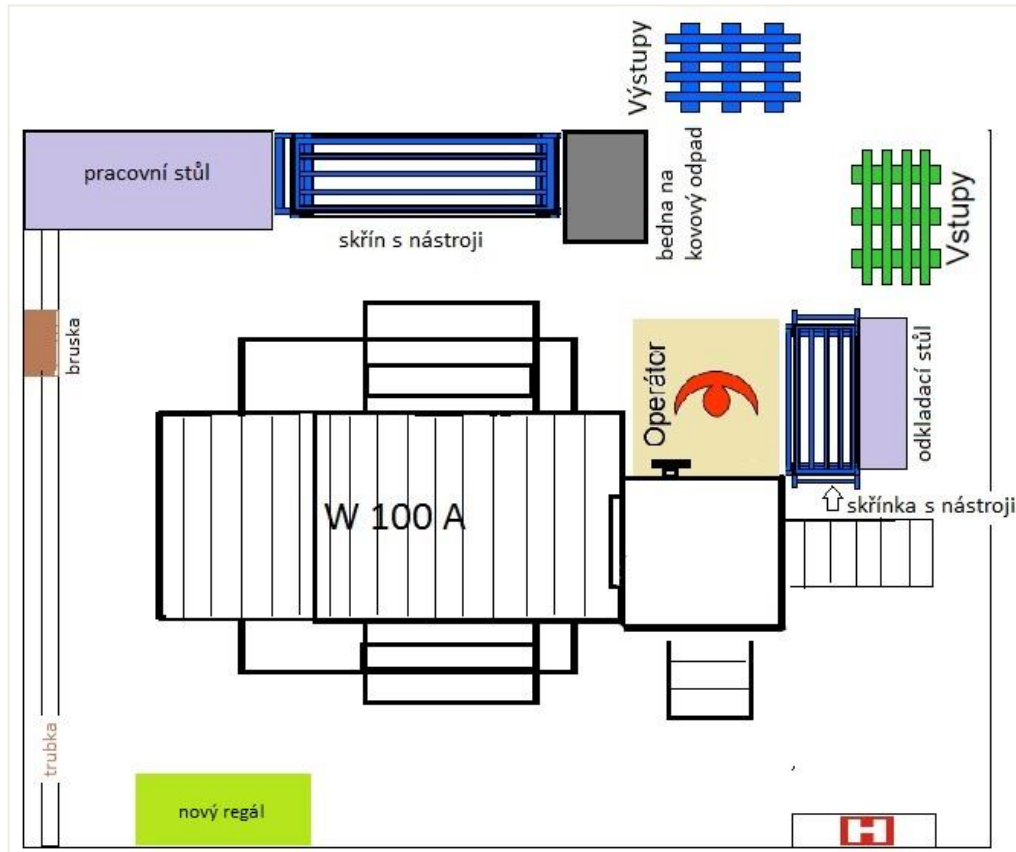 Výstupy
pracovní stůl
skřín s nástroji
bedna na
kovový odpad
Vstupy
bruska
Operátor
odkladací stůl
W 100 A
skřínka s nástroji
trubka
nový regál
H